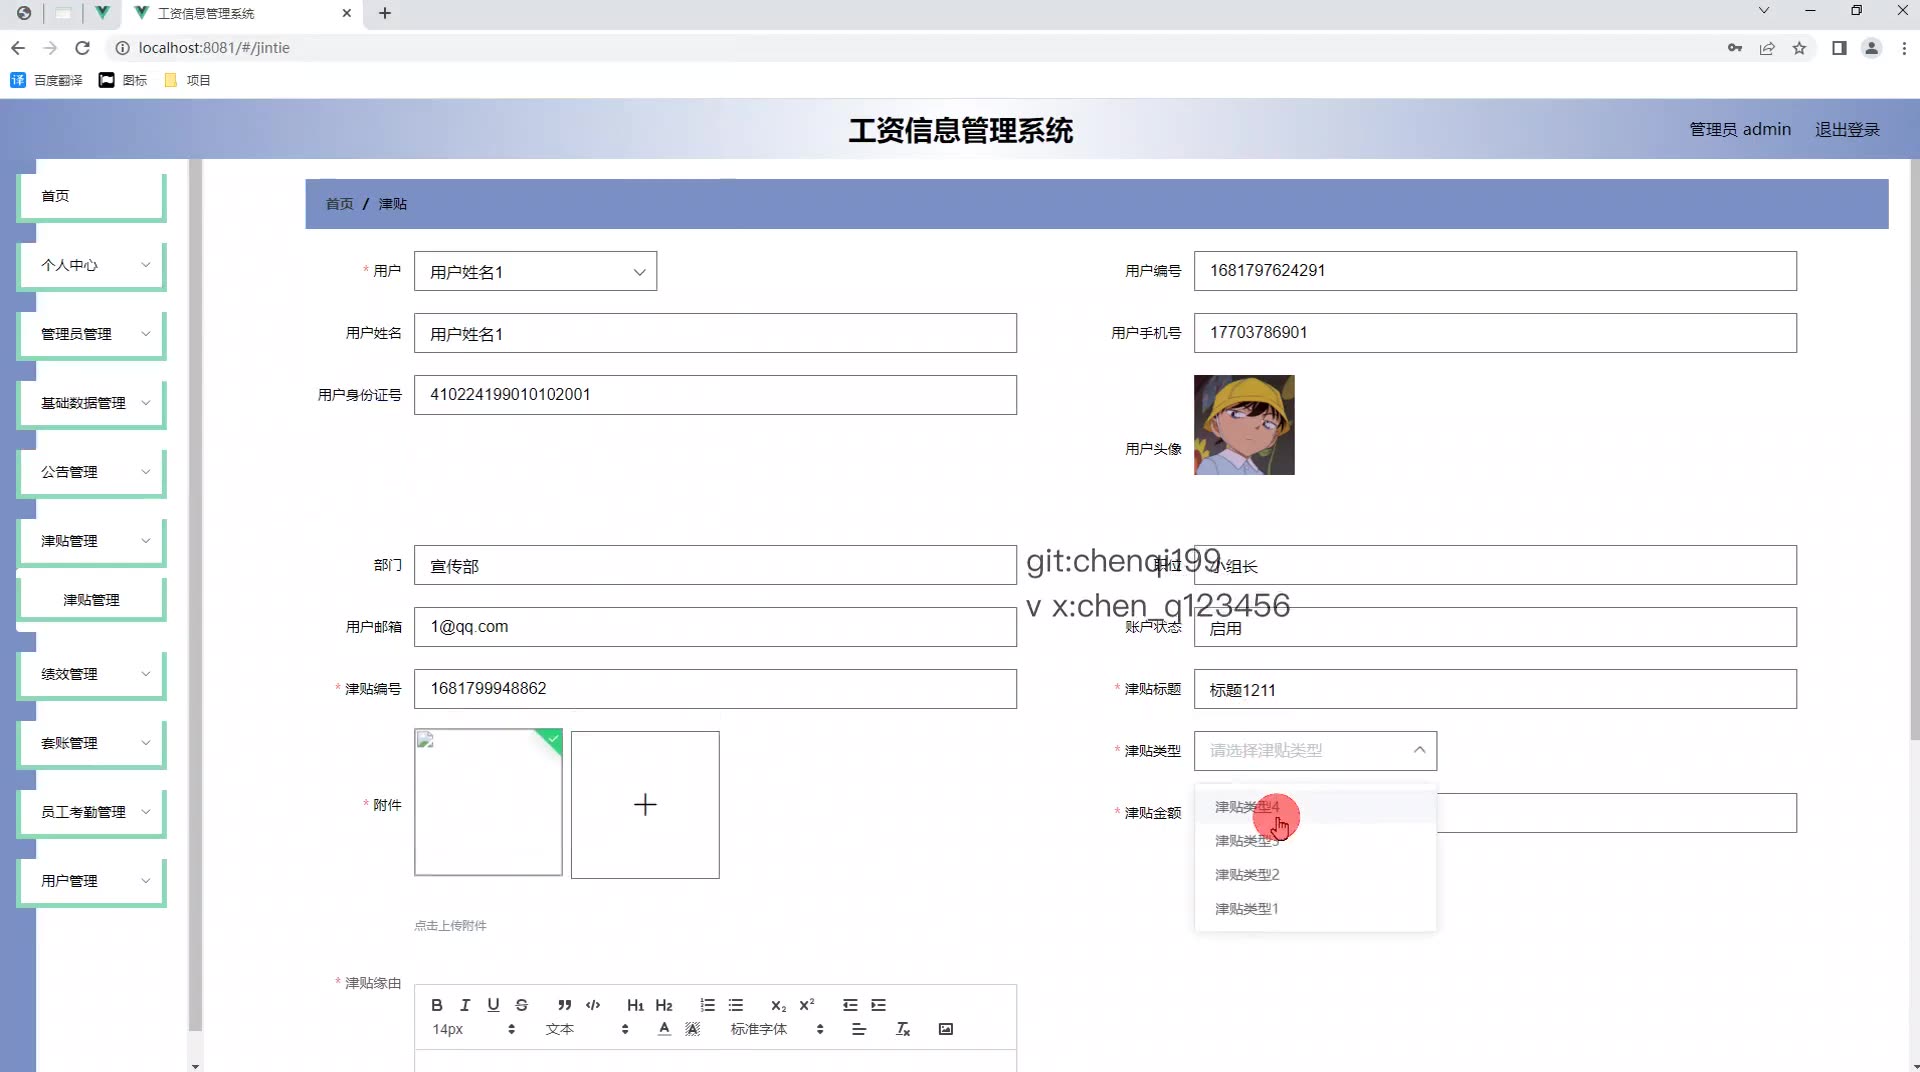 工资信息管理系统
localhost:8081/#/jintie
百度翻译 图标 项目
工资信息管理系统
管理员 admin 退出登录
首页
个人中心
管理员管理
基础数据管理
公告管理
津贴管理
津贴管理
绩效管理
套账管理
员工考勤管理
用户管理
首页 / 津贴
* 用户 用户姓名1
用户编号 1681797624291
用户姓名 用户姓名1
用户手机号 17703786901
用户身份证号 410224199010102001
用户头像
部门 宣传部
职位 小组长
git:chenqi199
v x:chen_q123456
用户邮箱 1@qq.com
账户状态 启用
* 津贴编号 1681799948862
* 津贴标题 标题1211
* 附件
* 津贴类型 请选择津贴类型
* 津贴金额
津贴类型4
津贴类型3
津贴类型2
津贴类型1
点击上传附件
* 津贴缘由
B I U S ” </> H1 H2 X2 X2
14px 文本 A A 标准字体 Tx